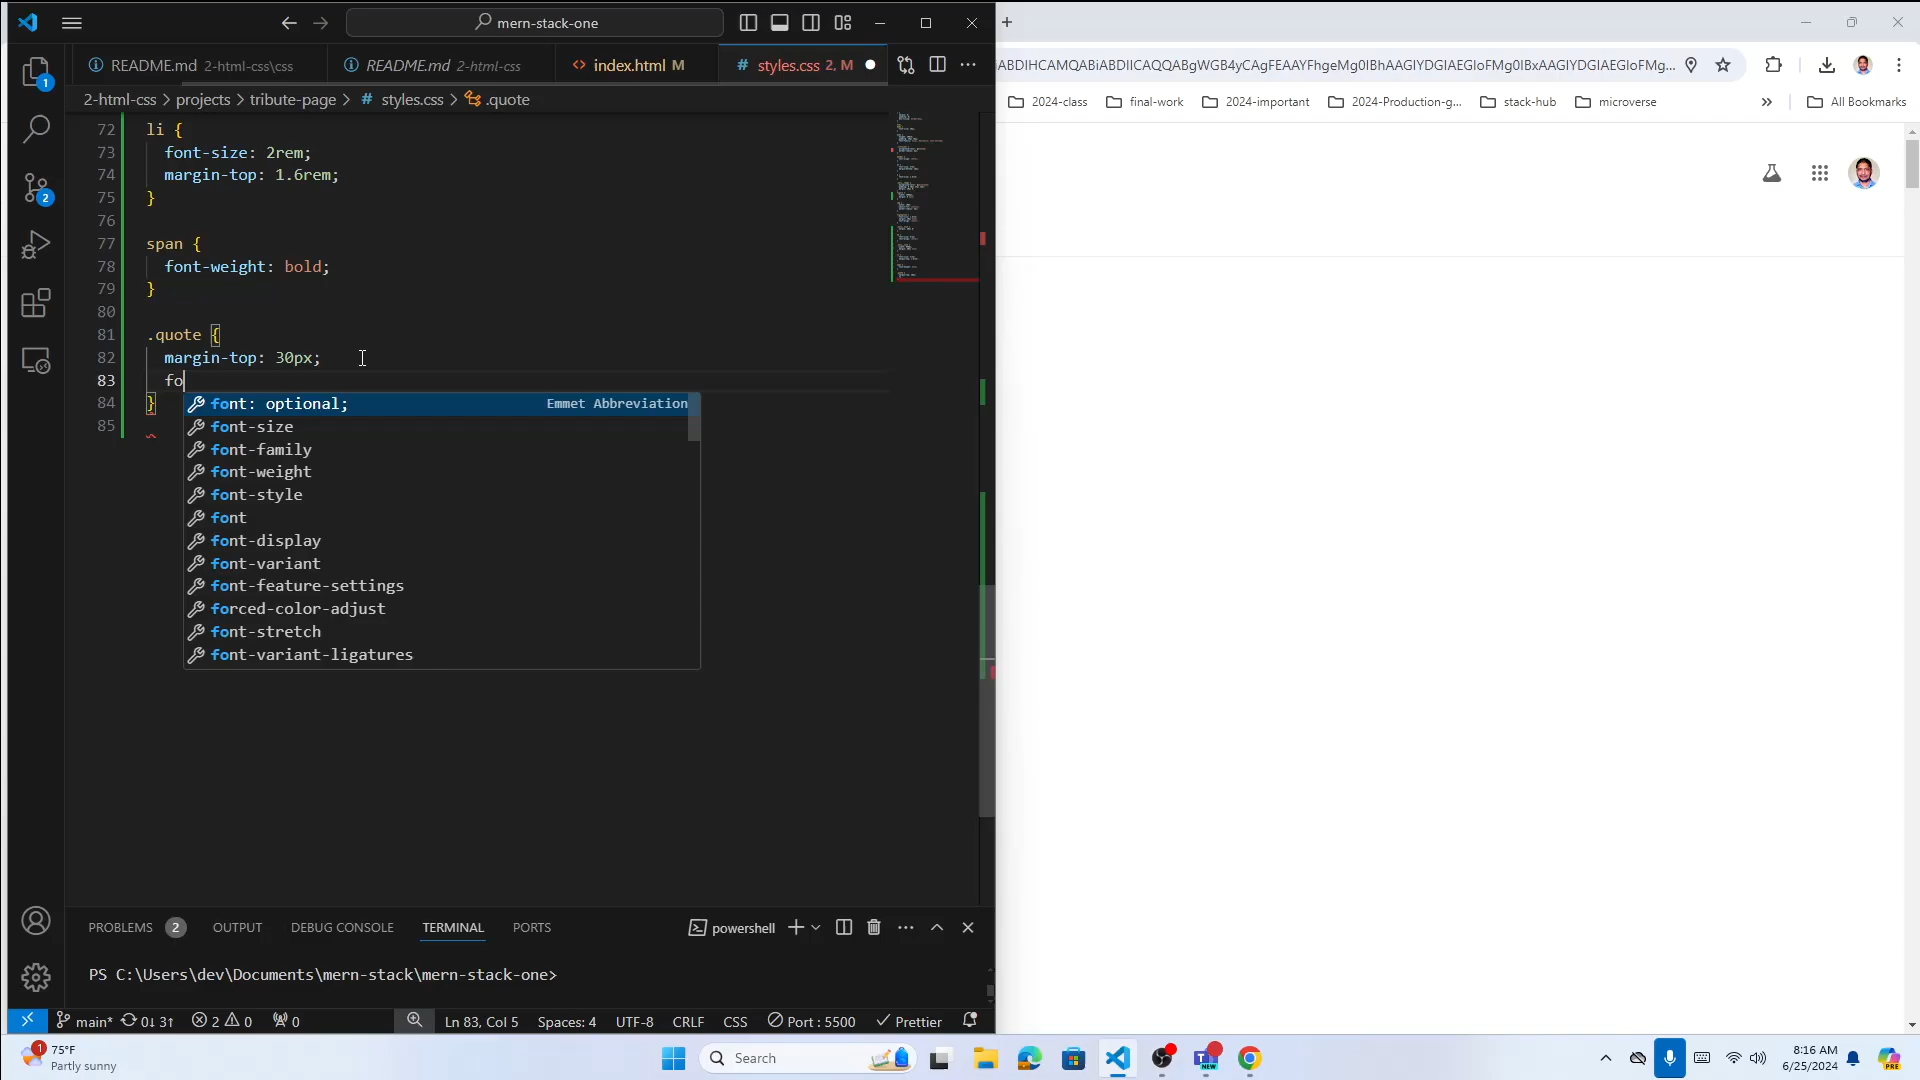 mern-stack-one
README.md 2-html-css\css
README.md 2-html-css
<> index.html M
# styles.css 2, M
2-html-css > projects > tribute-page > # styles.css > .quote
72 li {
73 font-size: 2rem;
74 margin-top: 1.6rem;
75 }
76
77 span {
78 font-weight: bold;
79 }
80
81 .quote {
82 margin-top: 30px;
83 fo
84 }
85
font: optional; Emmet Abbreviation
font-size
font-family
font-weight
font-style
font
font-display
font-variant
font-feature-settings
forced-color-adjust
font-stretch
font-variant-ligatures
1
2
PROBLEMS 2 OUTPUT DEBUG CONSOLE TERMINAL PORTS
powershell
PS C:\Users\dev\Documents\mern-stack\mern-stack-one>
main* 0↓ 3↑ 2 0 0
Ln 83, Col 5 Spaces: 4 UTF-8 CRLF CSS Port : 5500 Prettier
ABDIHCAMQABiABDIICAQQABgWGB4yCAgFEAAYFhgeMg0IBhAAGIYDGIAEGIoFMg0IBxAAGIYDGIAEGIoFMg...
2024-class final-work 2024-important 2024-Production-g... stack-hub microverse » All Bookmarks
1
75°F
Partly sunny
Search
NEW
8:16 AM
6/25/2024
PRE